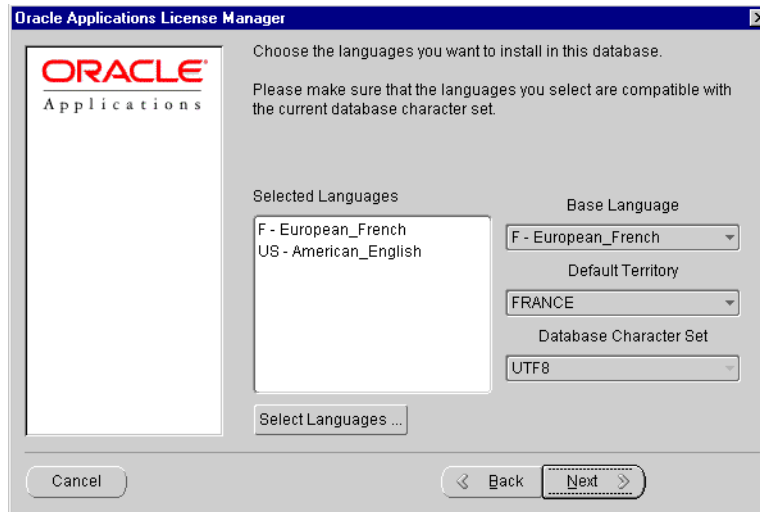 Oracle Applications License Manager
ORACLE
Applications
Choose the languages you want to install in this database.
Please make sure that the languages you select are compatible with
the current database character set.
Selected Languages
F - European_French
US - American_English
Select Languages ...
Base Language
F - European_French
Default Territory
FRANCE
Database Character Set
UTF8
Cancel
Back
Next